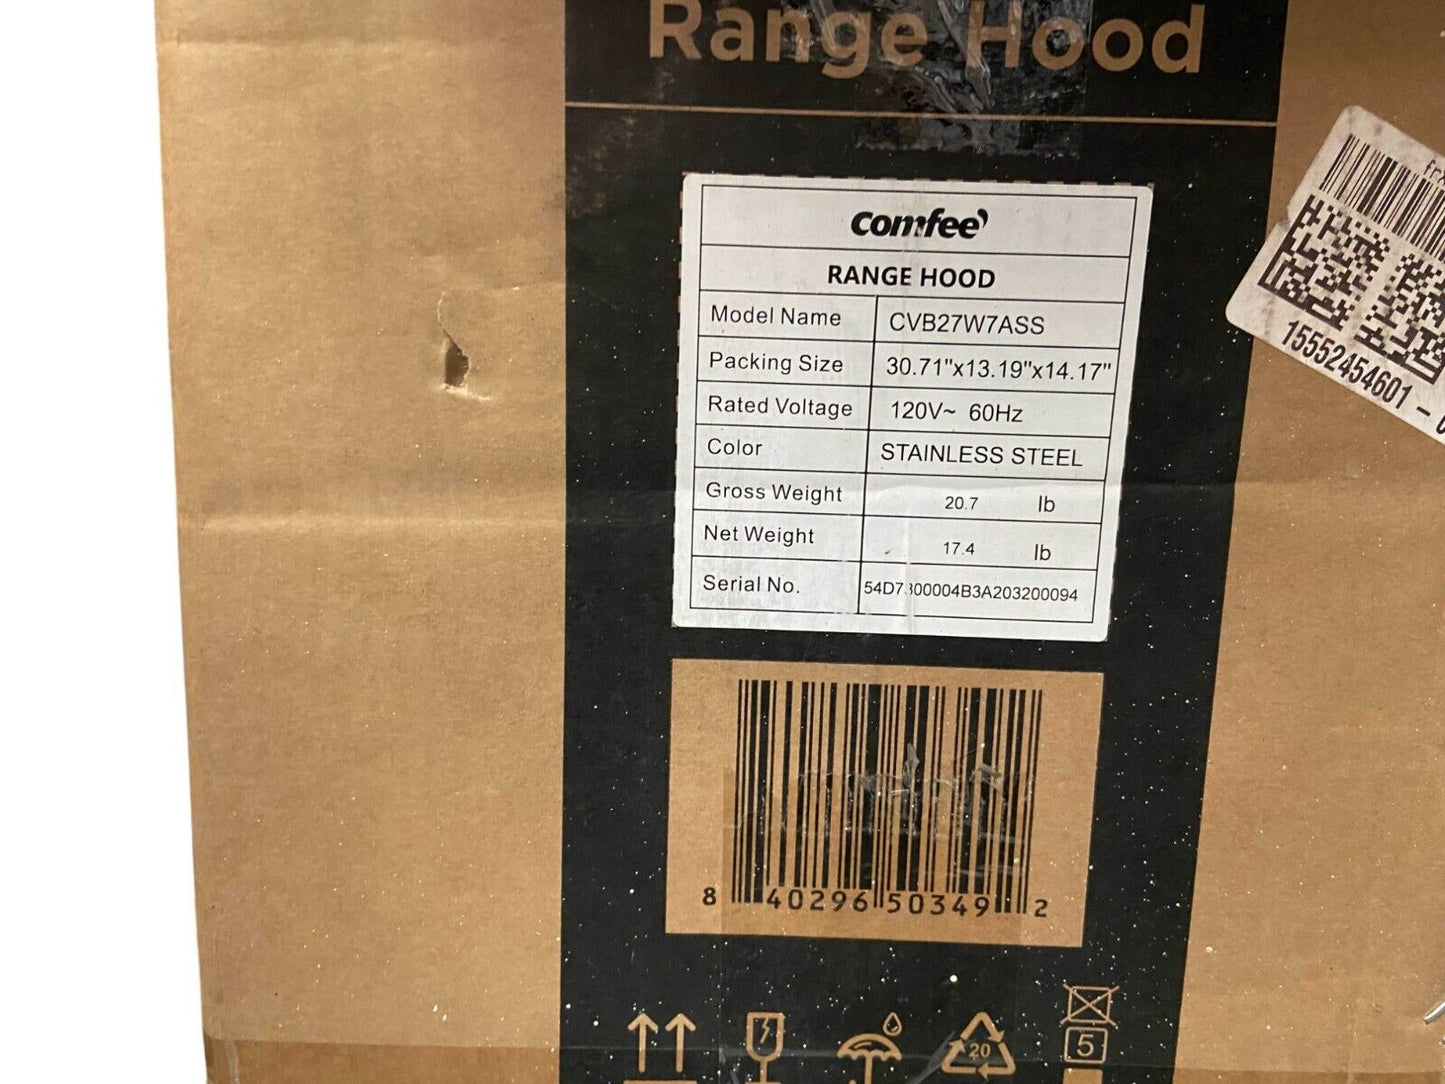 Range Hood
comfee'
RANGE HOOD
Model Name CVB27W7ASS
Packing Size 30.71"x13.19"x14.17"
Rated Voltage 120V~ 60Hz
Color STAINLESS STEEL
Gross Weight 20.7 lb
Net Weight 17.4 lb
Serial No.
15552454601 -
8 40296 50349 2
20
5